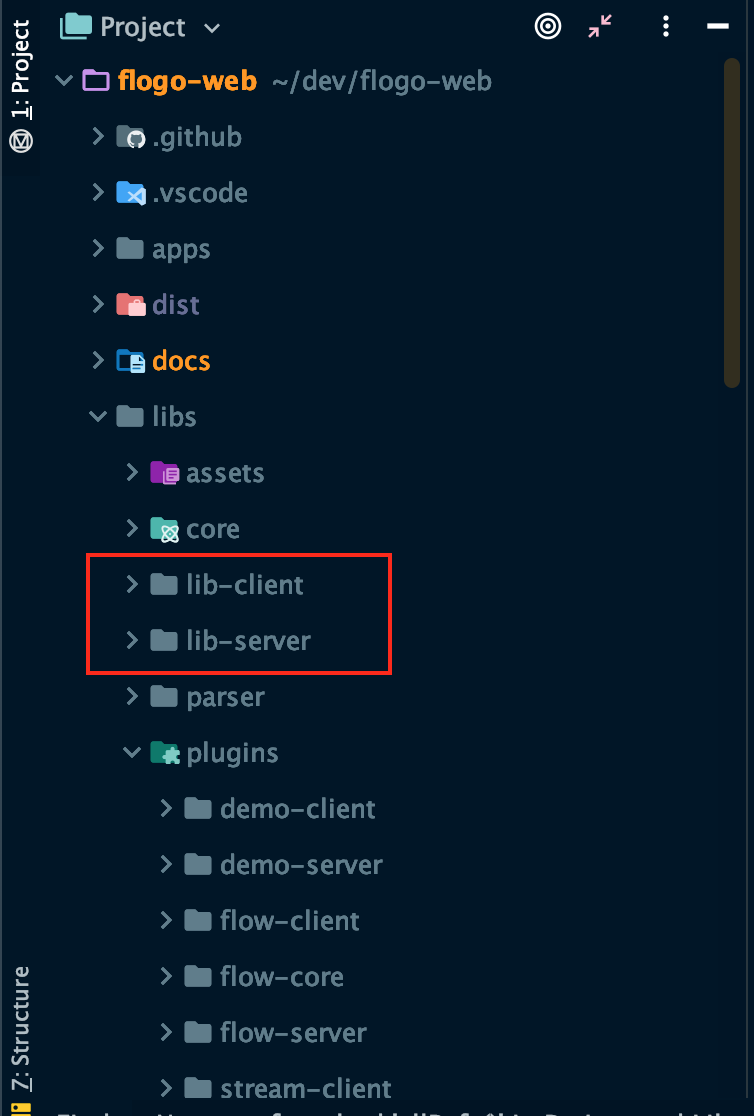 1: Project
Project
flogo-web ~/dev/flogo-web
.github
.vscode
apps
dist
docs
libs
assets
core
lib-client
lib-server
parser
plugins
demo-client
demo-server
flow-client
flow-core
flow-server
stream-client
7: Structure